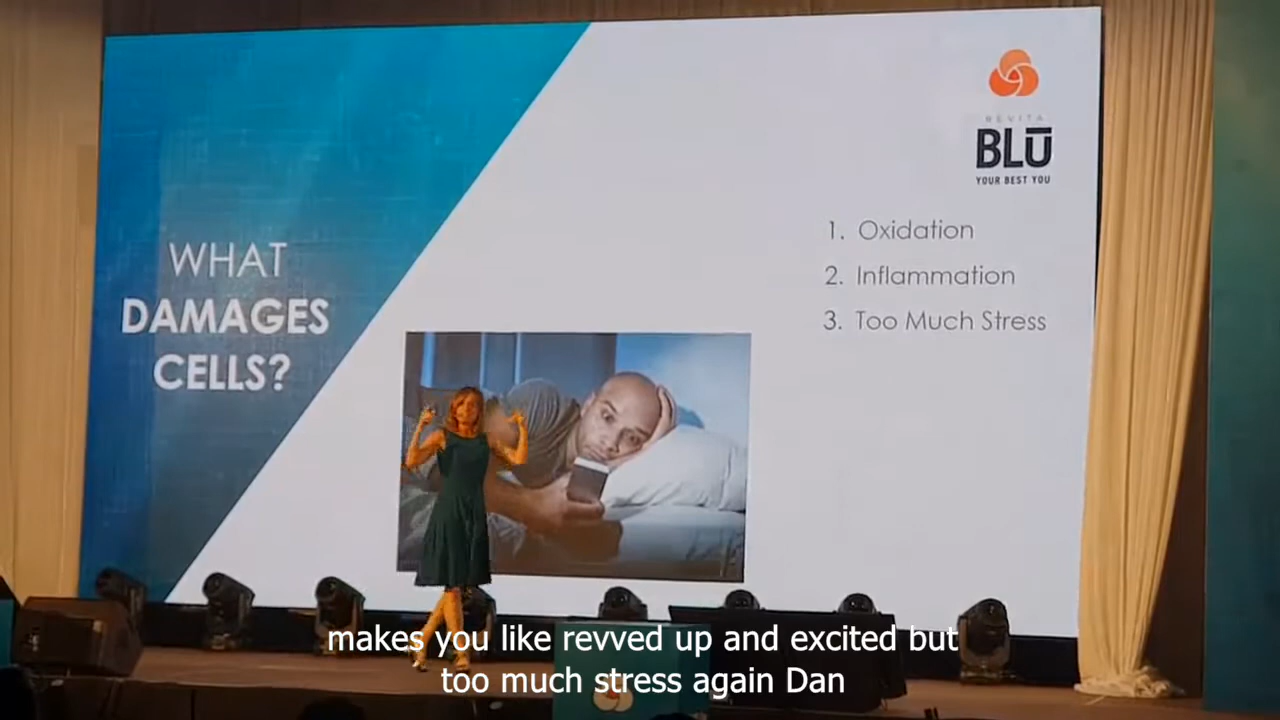 WHAT
DAMAGES
CELLS?
REVITA
BLŪ
YOUR BEST YOU
1. Oxidation
2. Inflammation
3. Too Much Stress
makes you like revved up and excited but
too much stress again Dan